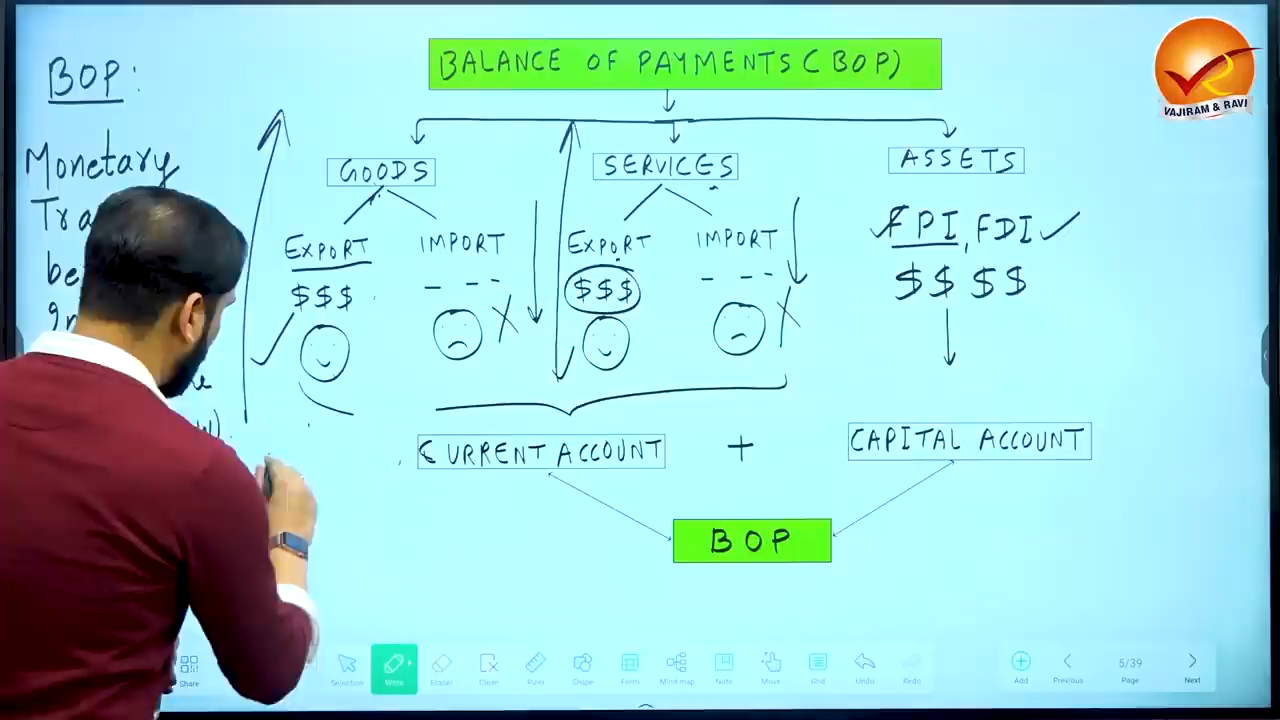 BOP:
Monetary
BALANCE OF PAYMENTS (BOP)
VAJIRAM & RAVI
GOODS
SERVICES
ASSETS
EXPORT
IMPORT
EXPORT
IMPORT
FPI, FDI ✓
$$$
- - -
$$$
- - -
$$ $$
CURRENT ACCOUNT
+
CAPITAL ACCOUNT
BOP
Share
Selection
Write
Eraser
Clean
Ruler
Shape
Form
Mind map
Note
Move
Grid
Undo
Redo
Add
Previous
5/39
Page
Next